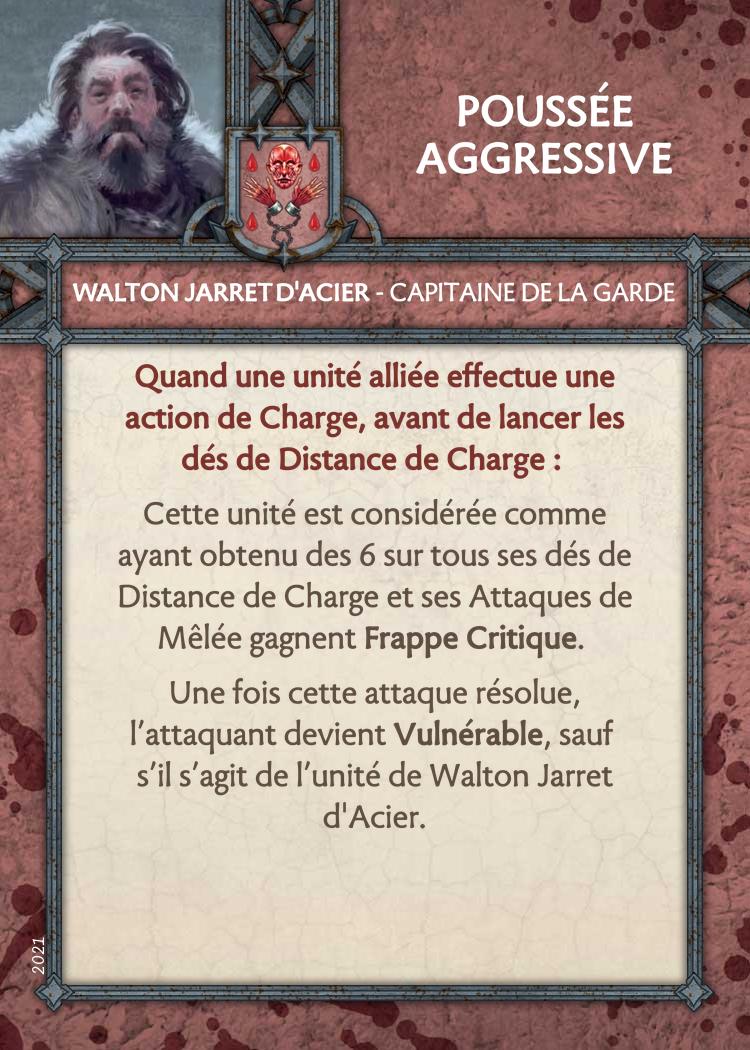 POUSSÉE
AGGRESSIVE
WALTON JARRET D'ACIER - CAPITAINE DE LA GARDE
Quand une unité alliée effectue une
action de Charge, avant de lancer les
dés de Distance de Charge :
Cette unité est considérée comme
ayant obtenu des 6 sur tous ses dés de
Distance de Charge et ses Attaques de
Mêlée gagnent Frappe Critique.
Une fois cette attaque résolue,
l’attaquant devient Vulnérable, sauf
s’il s’agit de l’unité de Walton Jarret
d'Acier.
2021